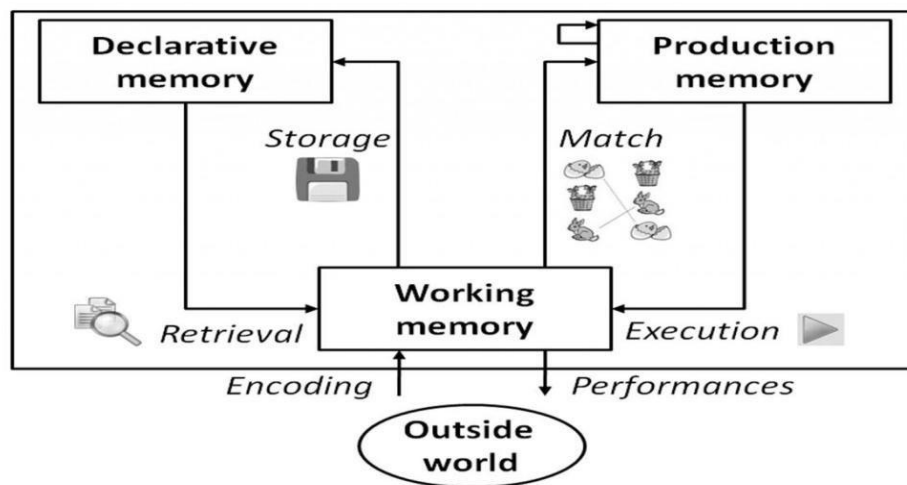 Declarative
memory
Production
memory
Storage
Match
Working
memory
Retrieval
Execution
Encoding
Performances
Outside
world